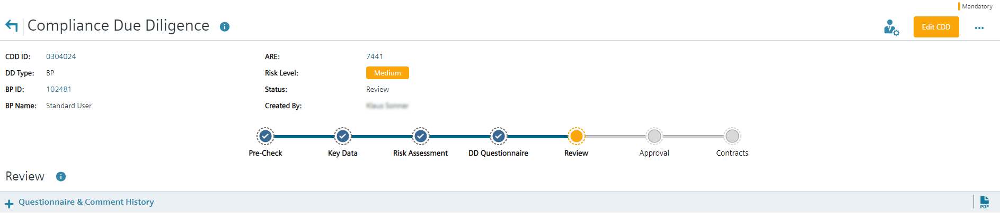 Mandatory
Compliance Due Diligence
Edit CDD
CDD ID: 0304024
ARE: 7441
DD Type: BP
Risk Level: Medium
BP ID: 102481
Status: Review
BP Name: Standard User
Created By:
Pre-Check Key Data Risk Assessment DD Questionnaire Review Approval Contracts
Review
Questionnaire & Comment History
PDF